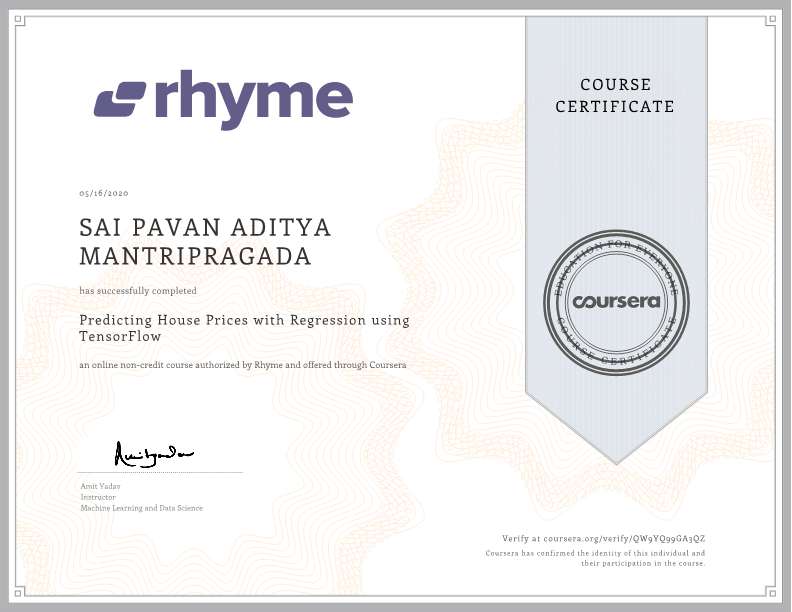 rhyme
COURSE
CERTIFICATE
05/16/2020
SAI PAVAN ADITYA
MANTRIPRAGADA
has successfully completed
Predicting House Prices with Regression using
TensorFlow
an online non-credit course authorized by Rhyme and offered through Coursera
EDUCATION FOR EVERYONE
coursera
COURSE CERTIFICATE
Amit Yadav
Instructor
Machine Learning and Data Science
Verify at coursera.org/verify/QW9YQ99GA3QZ
Coursera has confirmed the identity of this individual and
their participation in the course.